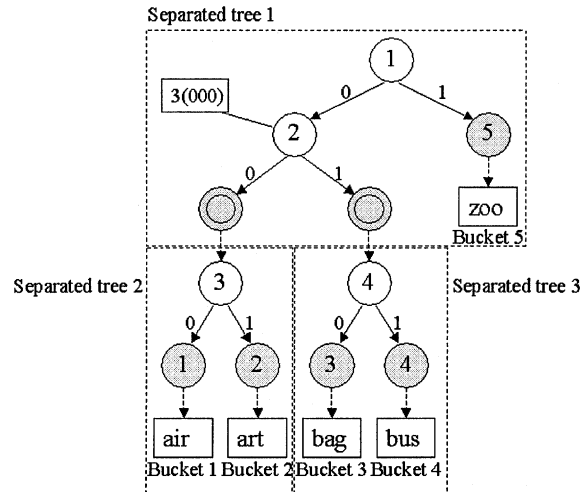 Separated tree 1
1
0 1
3(000)
2
5
0 1
zoo
Bucket 5
Separated tree 2
3
4
Separated tree 3
0 1
0 1
1
2
3
4
air
art
bag
bus
Bucket 1
Bucket 2
Bucket 3
Bucket 4